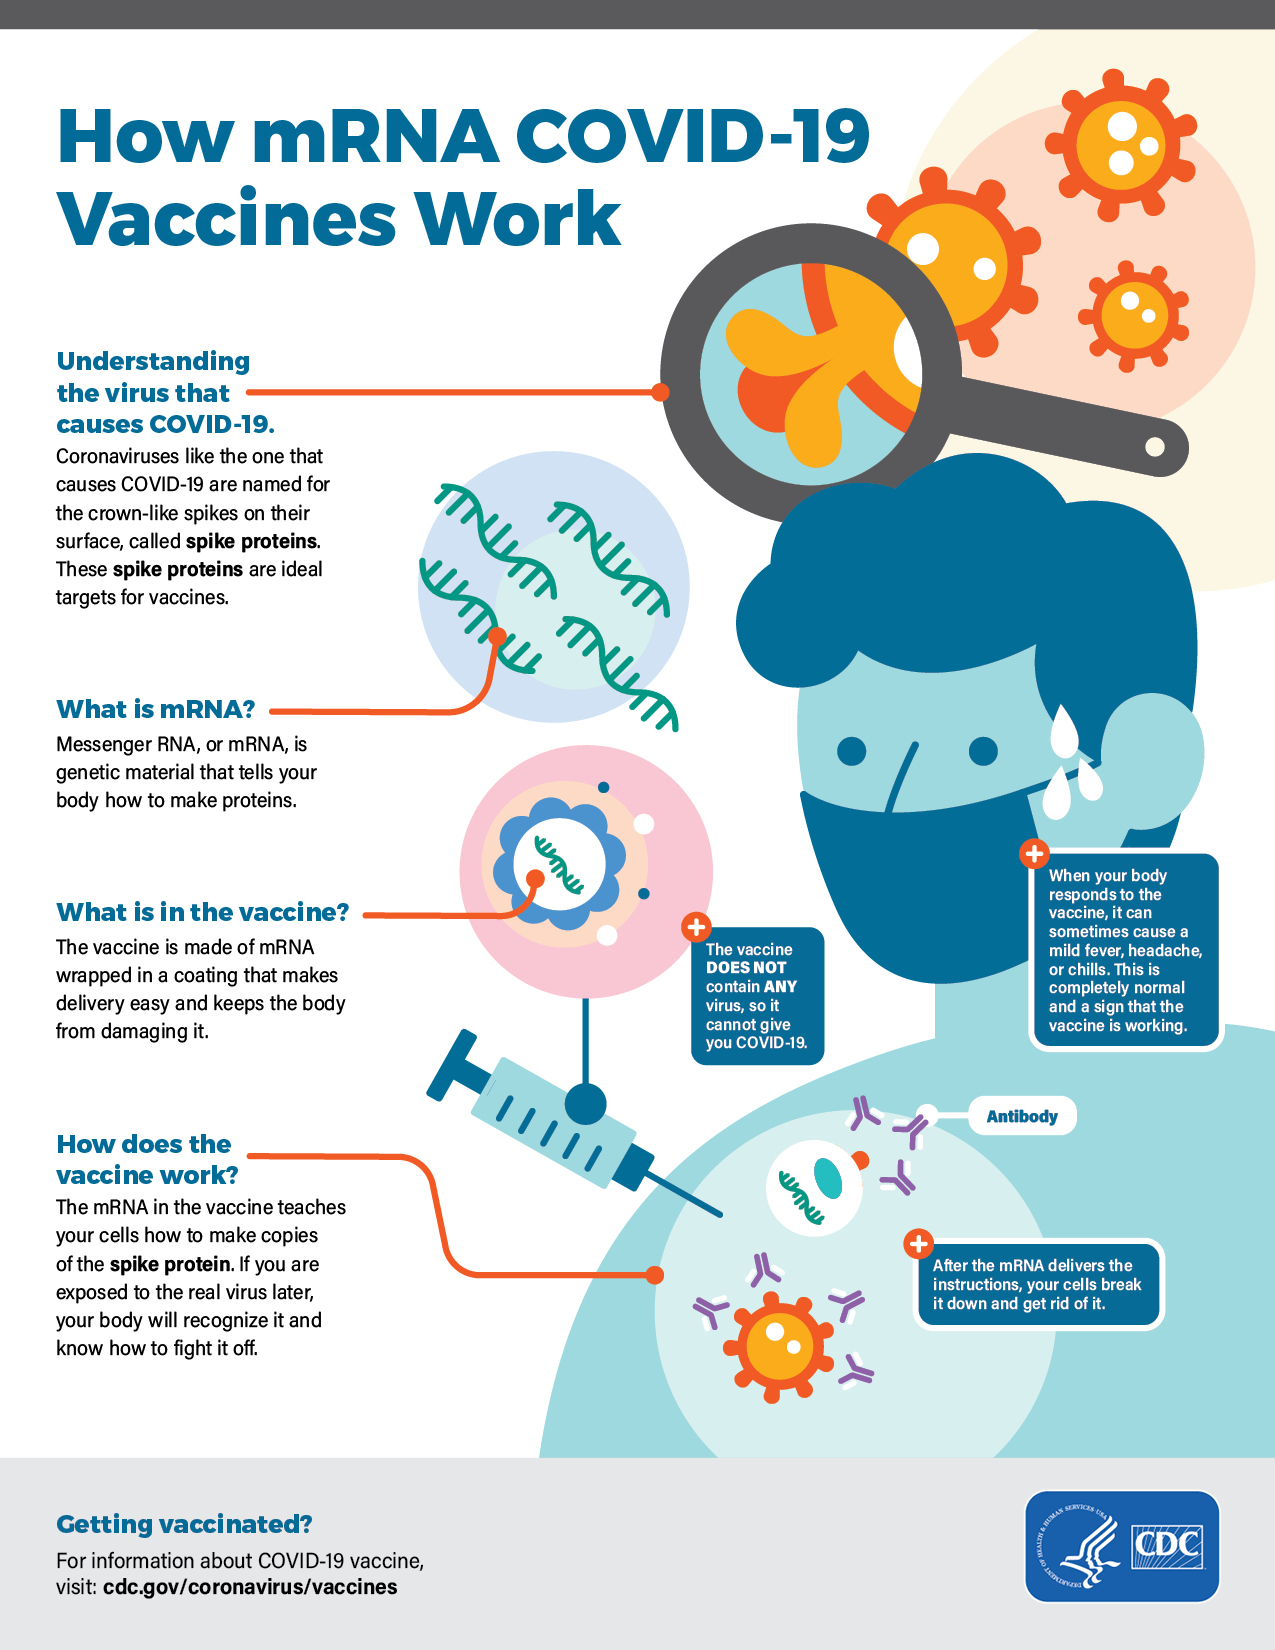 How mRNA COVID-19
Vaccines Work
Understanding
the virus that
causes COVID-19.
Coronaviruses like the one that
causes COVID-19 are named for
the crown-like spikes on their
surface, called spike proteins.
These spike proteins are ideal
targets for vaccines.
What is mRNA?
Messenger RNA, or mRNA, is
genetic material that tells your
body how to make proteins.
What is in the vaccine?
The vaccine is made of mRNA
wrapped in a coating that makes
delivery easy and keeps the body
from damaging it.
The vaccine
DOES NOT
contain ANY
virus, so it
cannot give
you COVID-19.
When your body
responds to the
vaccine, it can
sometimes cause a
mild fever, headache,
or chills. This is
completely normal
and a sign that the
vaccine is working.
How does the
vaccine work?
The mRNA in the vaccine teaches
your cells how to make copies
of the spike protein. If you are
exposed to the real virus later,
your body will recognize it and
know how to fight it off.
Antibody
After the mRNA delivers the
instructions, your cells break
it down and get rid of it.
Getting vaccinated?
For information about COVID-19 vaccine,
visit: cdc.gov/coronavirus/vaccines
DEPARTMENT OF HEALTH & HUMAN SERVICES·USA
CDC